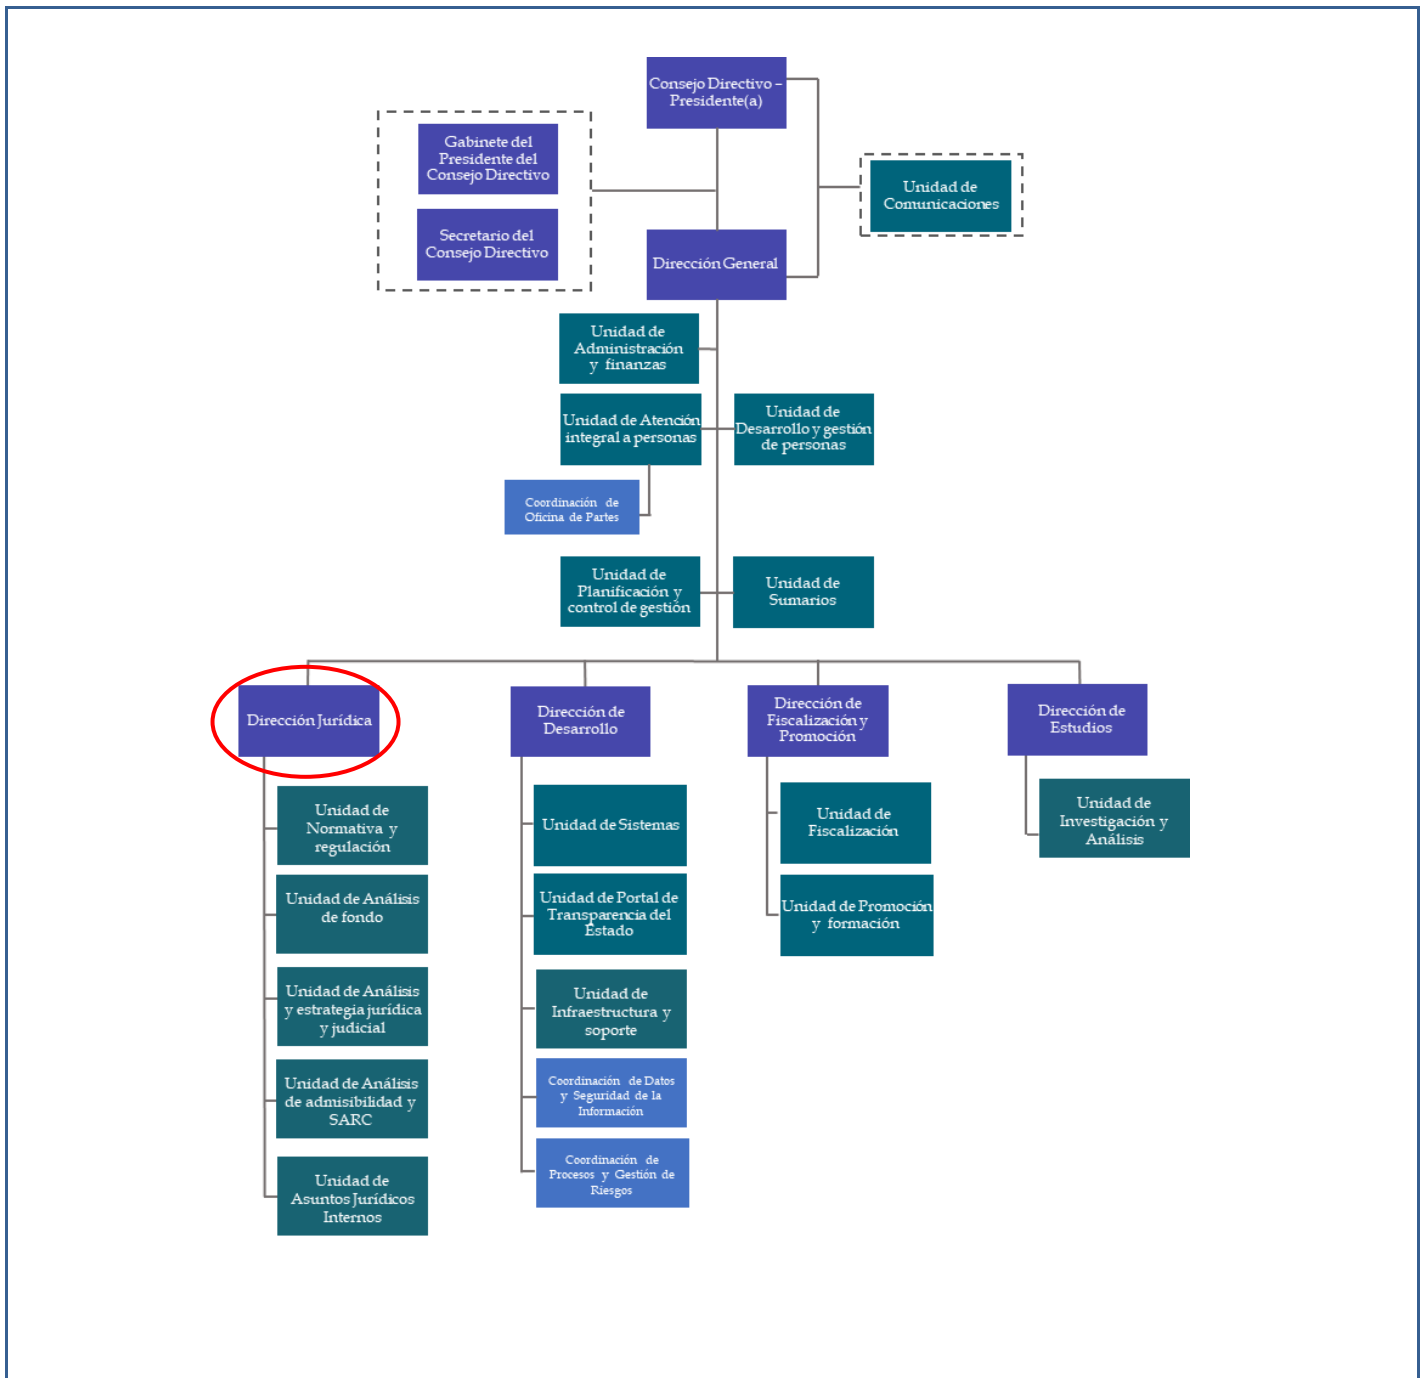 Consejo Directivo –
Presidente(a)
Gabinete del
Presidente del
Consejo Directivo
Secretario del
Consejo Directivo
Unidad de
Comunicaciones
Dirección General
Unidad de
Administración
y finanzas
Unidad de Atención
integral a personas
Unidad de
Desarrollo y gestión
de personas
Coordinación de
Oficina de Partes
Unidad de
Planificación y
control de gestión
Unidad de
Sumarios
Dirección Jurídica
Dirección de
Desarrollo
Dirección de
Fiscalización y
Promoción
Dirección de
Estudios
Unidad de
Normativa y
regulación
Unidad de Análisis
de fondo
Unidad de Análisis
y estrategia jurídica
y judicial
Unidad de Análisis
de admisibilidad y
SARC
Unidad de
Asuntos Jurídicos
Internos
Unidad de Sistemas
Unidad de Portal de
Transparencia del
Estado
Unidad de
Infraestructura y
soporte
Coordinación de Datos
y Seguridad de la
Información
Coordinación de
Procesos y Gestión de
Riesgos
Unidad de
Fiscalización
Unidad de Promoción
y formación
Unidad de
Investigación y
Análisis